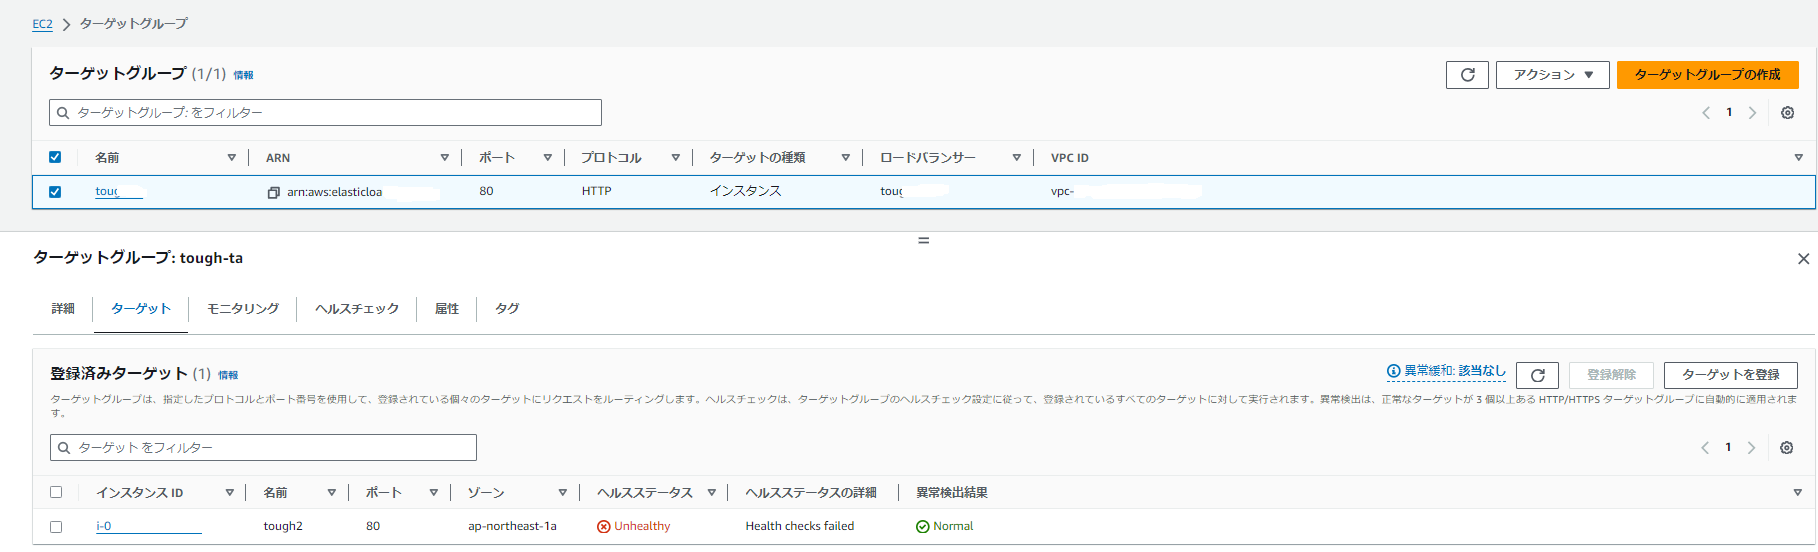 EC2 > ターゲットグループ
ターゲットグループ (1/1) 情報
アクション ▼ ターゲットグループの作成
ターゲットグループ: をフィルター
< 1 >
名前 ARN ポート プロトコル ターゲットの種類 ロードバランサー VPC ID
arn:aws:elasticloa 80 HTTP インスタンス vpc-
ターゲットグループ: tough-ta
詳細 ターゲット モニタリング ヘルスチェック 属性 タグ
登録済みターゲット (1) 情報 異常緩和: 該当なし 登録解除 ターゲットを登録
ターゲットグループは、指定したプロトコルとポート番号を使用して、登録されている個々のターゲットにリクエストをルーティングします。ヘルスチェックは、ターゲットグループのヘルスチェック設定に従って、登録されているすべてのターゲットに対して実行されます。異常検出は、正常なターゲットが 3 個以上ある HTTP/HTTPS ターゲットグループに自動的に適用されま
す。
ターゲット をフィルター
< 1 >
インスタンス ID 名前 ポート ゾーン ヘルスステータス ヘルスステータスの詳細 異常検出結果
i-0 tough2 80 ap-northeast-1a Unhealthy Health checks failed Normal